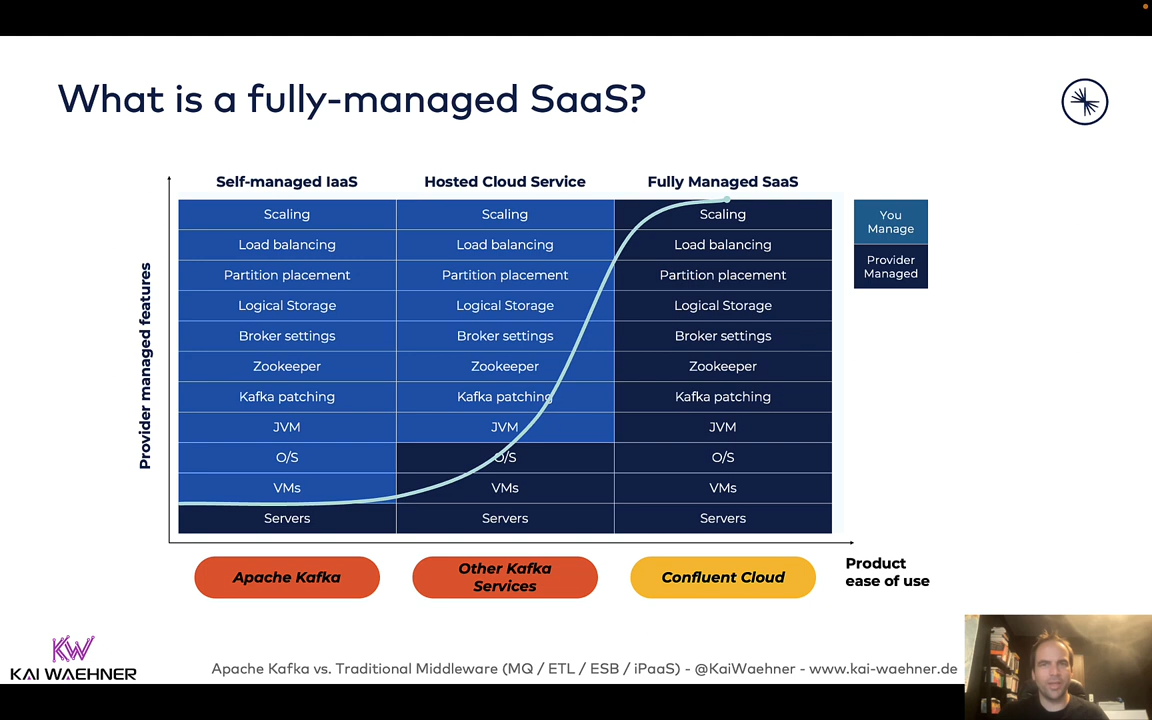 What is a fully-managed SaaS?
Self-managed IaaS
Hosted Cloud Service
Fully Managed SaaS
Scaling
Scaling
Scaling
You
Manage
Load balancing
Load balancing
Load balancing
Provider
Managed
Partition placement
Partition placement
Partition placement
Logical Storage
Logical Storage
Logical Storage
Broker settings
Broker settings
Broker settings
Zookeeper
Zookeeper
Zookeeper
Kafka patching
Kafka patching
Kafka patching
JVM
JVM
JVM
O/S
O/S
O/S
VMs
VMs
VMs
Servers
Servers
Servers
Provider managed features
Apache Kafka
Other Kafka
Services
Confluent Cloud
Product
ease of use
KW
KAI WAEHNER
Apache Kafka vs. Traditional Middleware (MQ / ETL / ESB / iPaaS) - @KaiWaehner - www.kai-waehner.de